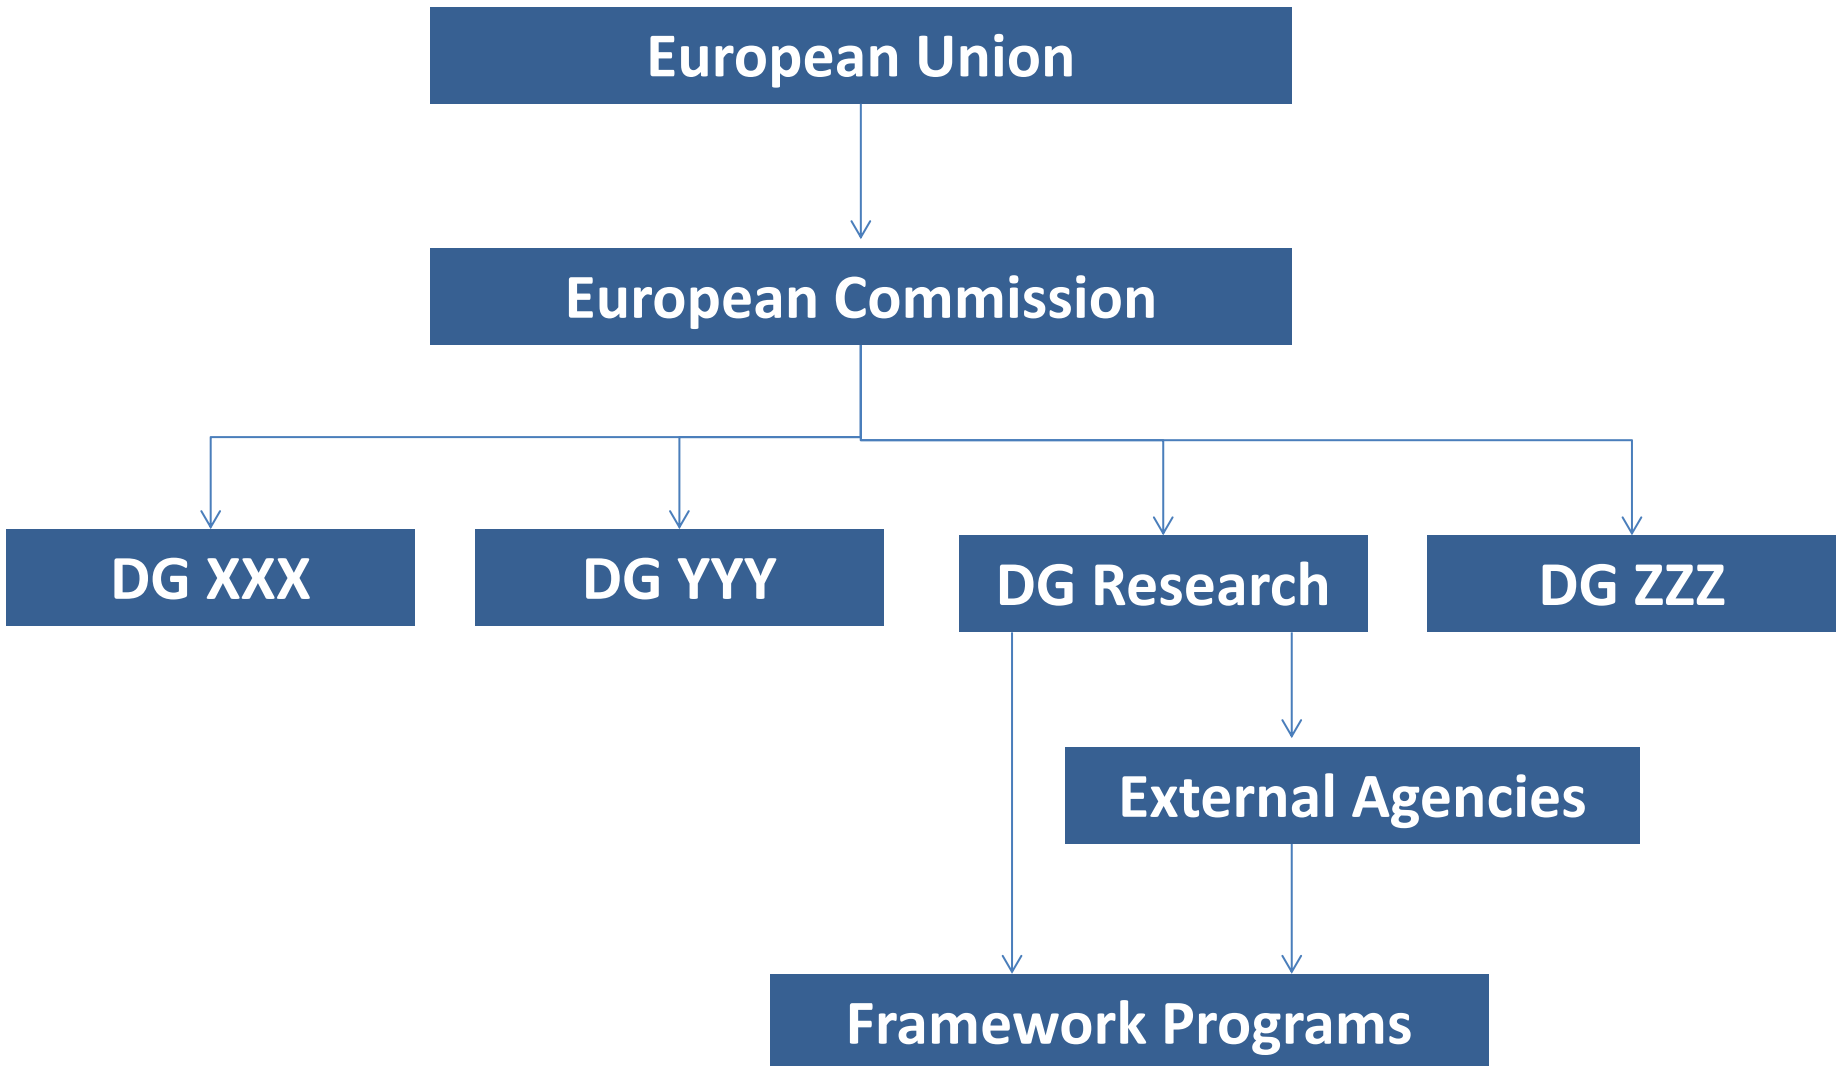 European Union
European Commission
DG XXX
DG YYY
DG Research
DG ZZZ
External Agencies
Framework Programs